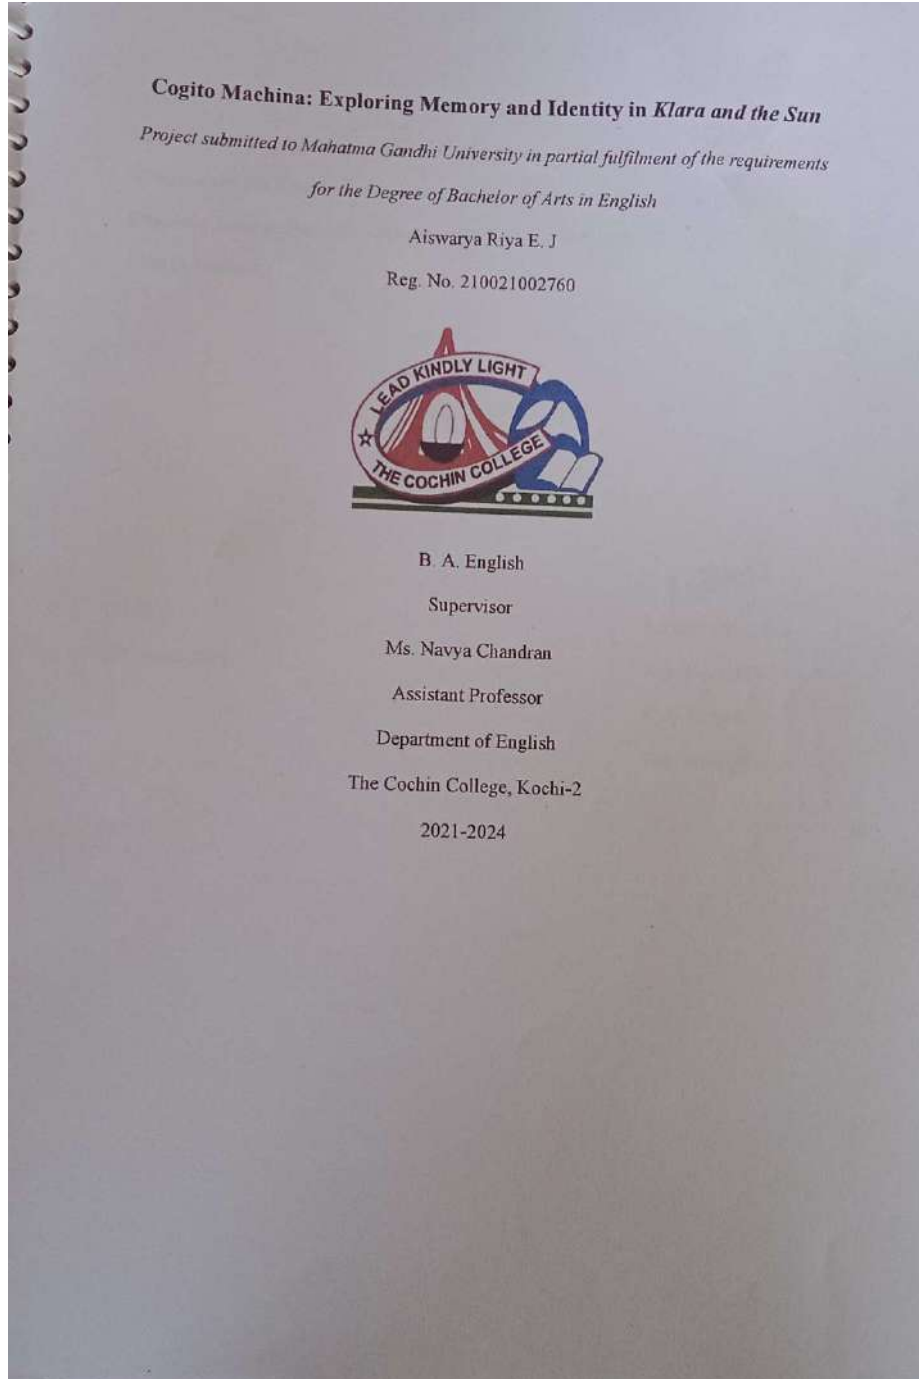 Cogito Machina: Exploring Memory and Identity in Klara and the Sun
Project submitted to Mahatma Gandhi University in partial fulfilment of the requirements
for the Degree of Bachelor of Arts in English
Aiswarya Riya E. J
Reg. No. 210021002760
LEAD KINDLY LIGHT
THE COCHIN COLLEGE
B. A. English
Supervisor
Ms. Navya Chandran
Assistant Professor
Department of English
The Cochin College, Kochi-2
2021-2024